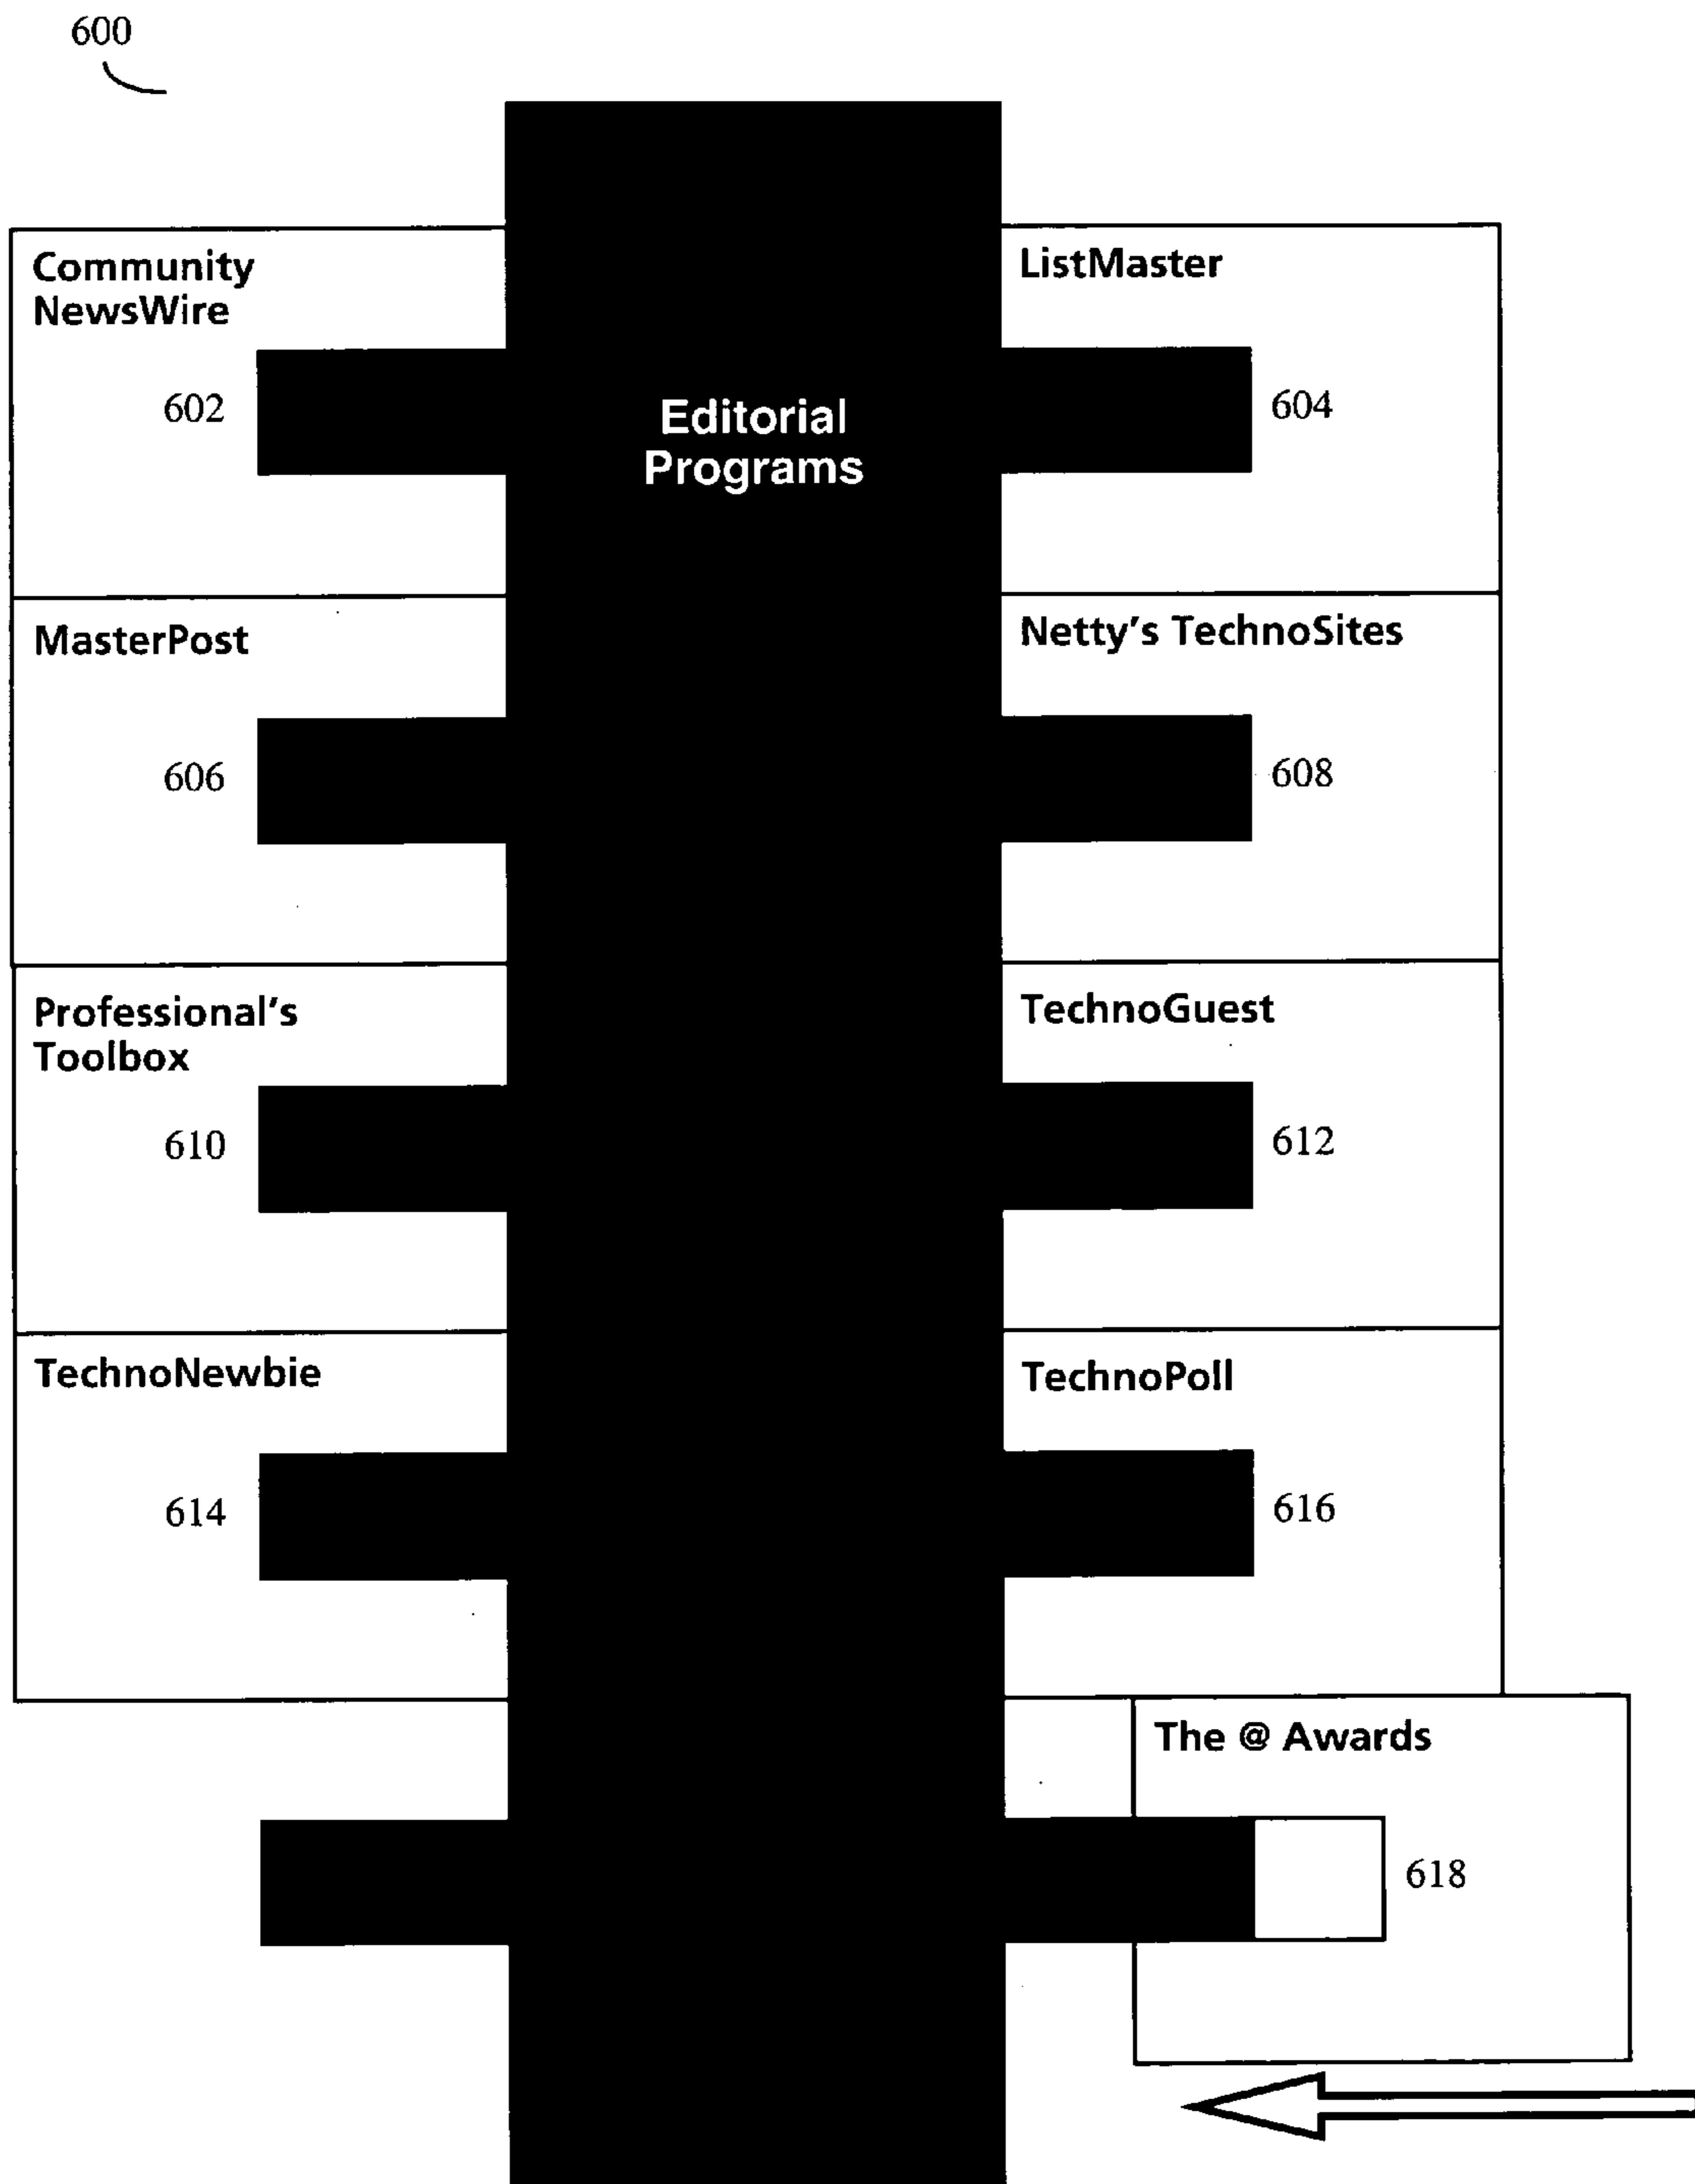 600
Community
NewsWire
602
Editorial
Programs
ListMaster
604
MasterPost
606
Netty's TechnoSites
608
Professional's
Toolbox
610
TechnoGuest
612
TechnoNewbie
614
TechnoPoll
616
The @ Awards
618